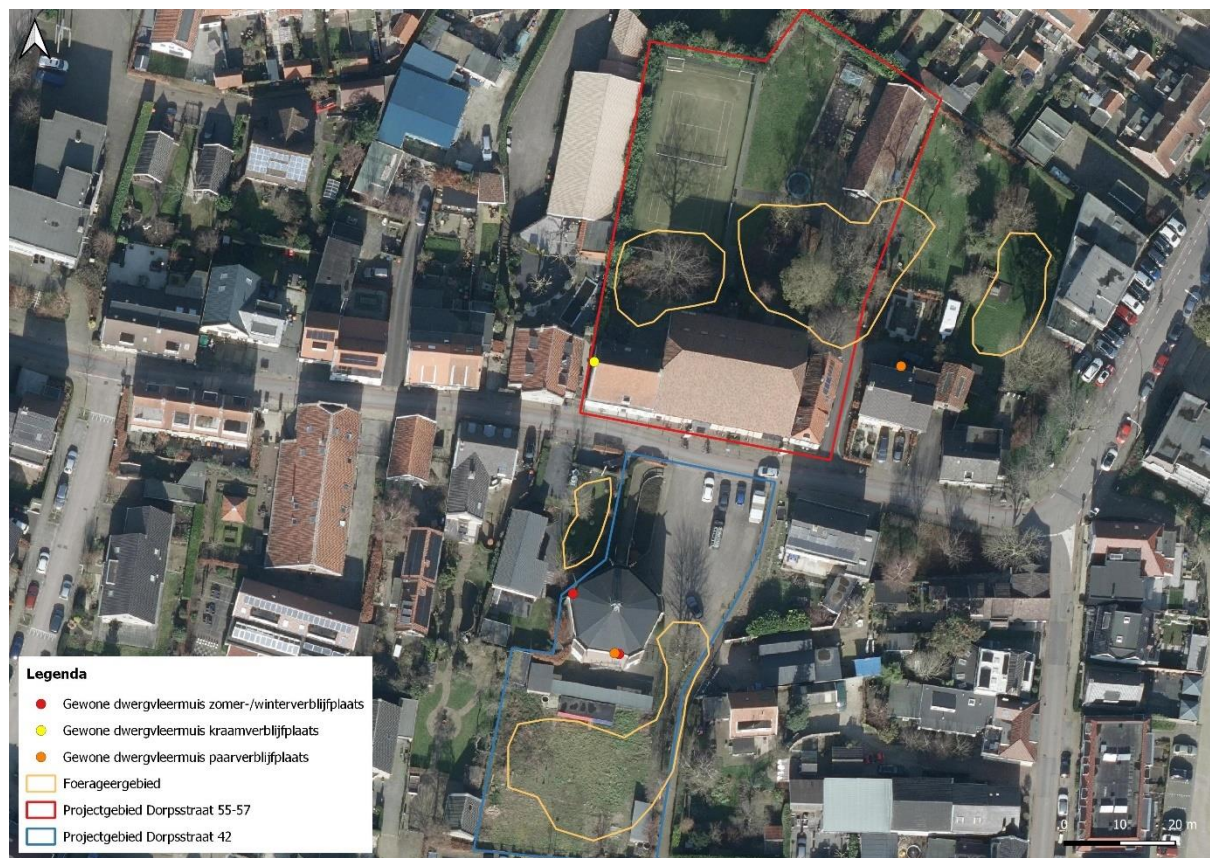 Legenda
Gewone dwergvleermuis zomer-/winterverblijfplaats
Gewone dwergvleermuis kraamverblijfplaats
Gewone dwergvleermuis paarverblijfplaats
Foerageergebied
Projectgebied Dorpsstraat 55-57
Projectgebied Dorpsstraat 42
0 10 20 m